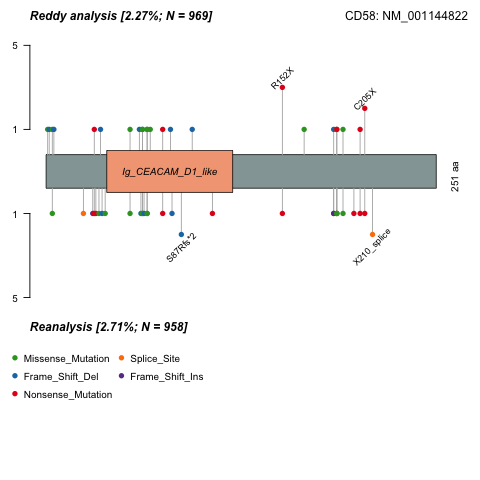 Reddy analysis [2.27%; N = 969]
CD58: NM_001144822
5
1
R152X
C205X
Ig_CEACAM_D1_like
251 aa
1
5
S87Rfs*2
X210_splice
Reanalysis [2.71%; N = 958]
Missense_Mutation
Splice_Site
Frame_Shift_Del
Frame_Shift_Ins
Nonsense_Mutation